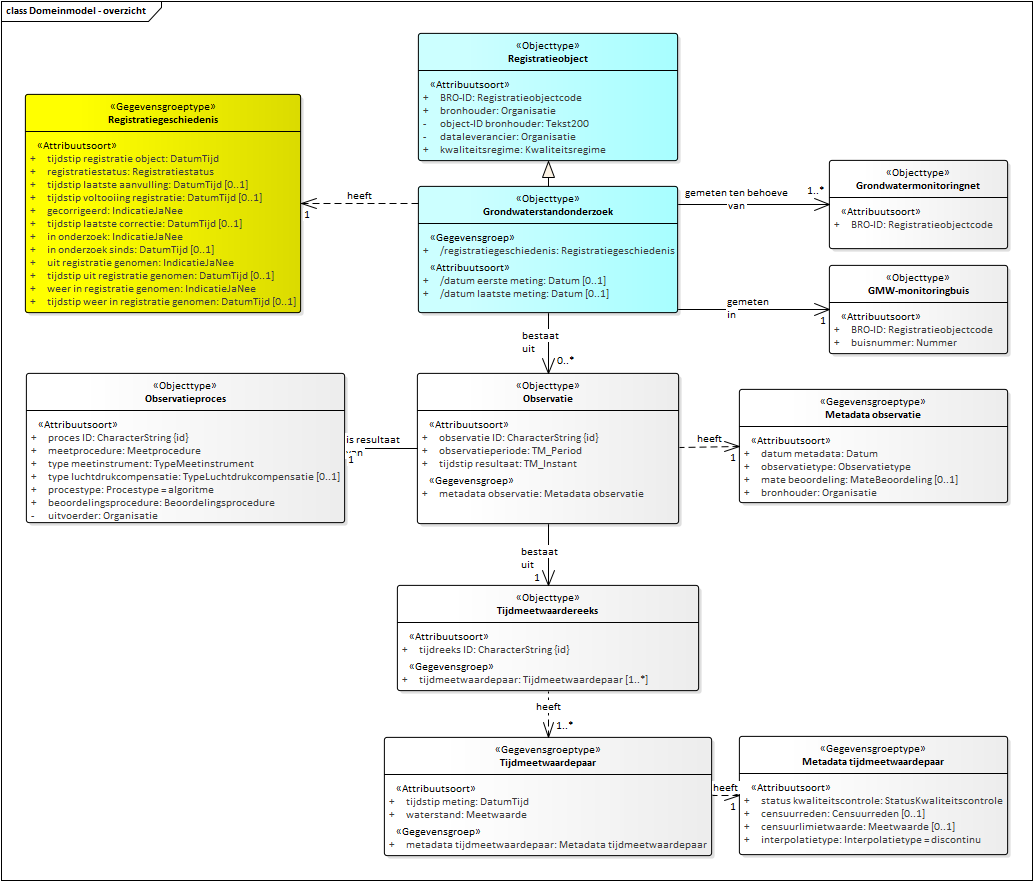 class Domeinmodel - overzicht
«Objecttype»
Registratieobject
«Attribuutsoort»
+ BRO-ID: Registratieobjectcode
+ bronhouder: Organisatie
- object-ID bronhouder: Tekst200
- dataleverancier: Organisatie
+ kwaliteitsregime: Kwaliteitsregime
«Gegevensgroeptype»
Registratiegeschiedenis
«Attribuutsoort»
+ tijdstip registratie object: DatumTijd
+ registratiestatus: Registratiestatus
+ tijdstip laatste aanvulling: DatumTijd [0..1]
+ tijdstip voltooiing registratie: DatumTijd [0..1]
+ gecorrigeerd: IndicatieJaNee
+ tijdstip laatste correctie: DatumTijd [0..1]
+ in onderzoek: IndicatieJaNee
+ in onderzoek sinds: DatumTijd [0..1]
+ uit registratie genomen: IndicatieJaNee
+ tijdstip uit registratie genomen: DatumTijd [0..1]
+ weer in registratie genomen: IndicatieJaNee
+ tijdstip weer in registratie genomen: DatumTijd [0..1]
heeft
1
«Objecttype»
Grondwaterstandonderzoek
«Gegevensgroep»
+ /registratiegeschiedenis: Registratiegeschiedenis
«Attribuutsoort»
+ /datum eerste meting: Datum [0..1]
+ /datum laatste meting: Datum [0..1]
gemeten ten behoeve
van
1..*
«Objecttype»
Grondwatermonitoringnet
«Attribuutsoort»
+ BRO-ID: Registratieobjectcode
gemeten
in
1
«Objecttype»
GMW-monitoringbuis
«Attribuutsoort»
+ BRO-ID: Registratieobjectcode
+ buisnummer: Nummer
bestaat
uit
0..*
«Objecttype»
Observatieproces
«Attribuutsoort»
+ proces ID: CharacterString {id}
+ meetprocedure: Meetprocedure
+ type meetinstrument: TypeMeetinstrument
+ type luchtdrukcompensatie: TypeLuchtdrukcompensatie [0..1]
+ procestype: Procestype = algoritme
+ beoordelingsprocedure: Beoordelingsprocedure
- uitvoerder: Organisatie
is resultaat
van
1
«Objecttype»
Observatie
«Attribuutsoort»
+ observatie ID: CharacterString {id}
+ observatieperiode: TM_Period
+ tijdstip resultaat: TM_Instant
«Gegevensgroep»
+ metadata observatie: Metadata observatie
heeft
1
«Gegevensgroeptype»
Metadata observatie
«Attribuutsoort»
+ datum metadata: Datum
+ observatietype: Observatietype
+ mate beoordeling: MateBeoordeling [0..1]
+ bronhouder: Organisatie
bestaat
uit
1
«Objecttype»
Tijdmeetwaardereeks
«Attribuutsoort»
+ tijdreeks ID: CharacterString {id}
«Gegevensgroep»
+ tijdmeetwaardepaar: Tijdmeetwaardepaar [1..*]
heeft
1..*
«Gegevensgroeptype»
Tijdmeetwaardepaar
«Attribuutsoort»
+ tijdstip meting: DatumTijd
+ waterstand: Meetwaarde
«Gegevensgroep»
+ metadata tijdmeetwaardepaar: Metadata tijdmeetwaardepaar
heeft
1
«Gegevensgroeptype»
Metadata tijdmeetwaardepaar
«Attribuutsoort»
+ status kwaliteitscontrole: StatusKwaliteitscontrole
+ censuurreden: Censuurreden [0..1]
+ censuurlimietwaarde: Meetwaarde [0..1]
+ interpolatietype: Interpolatietype = discontinu